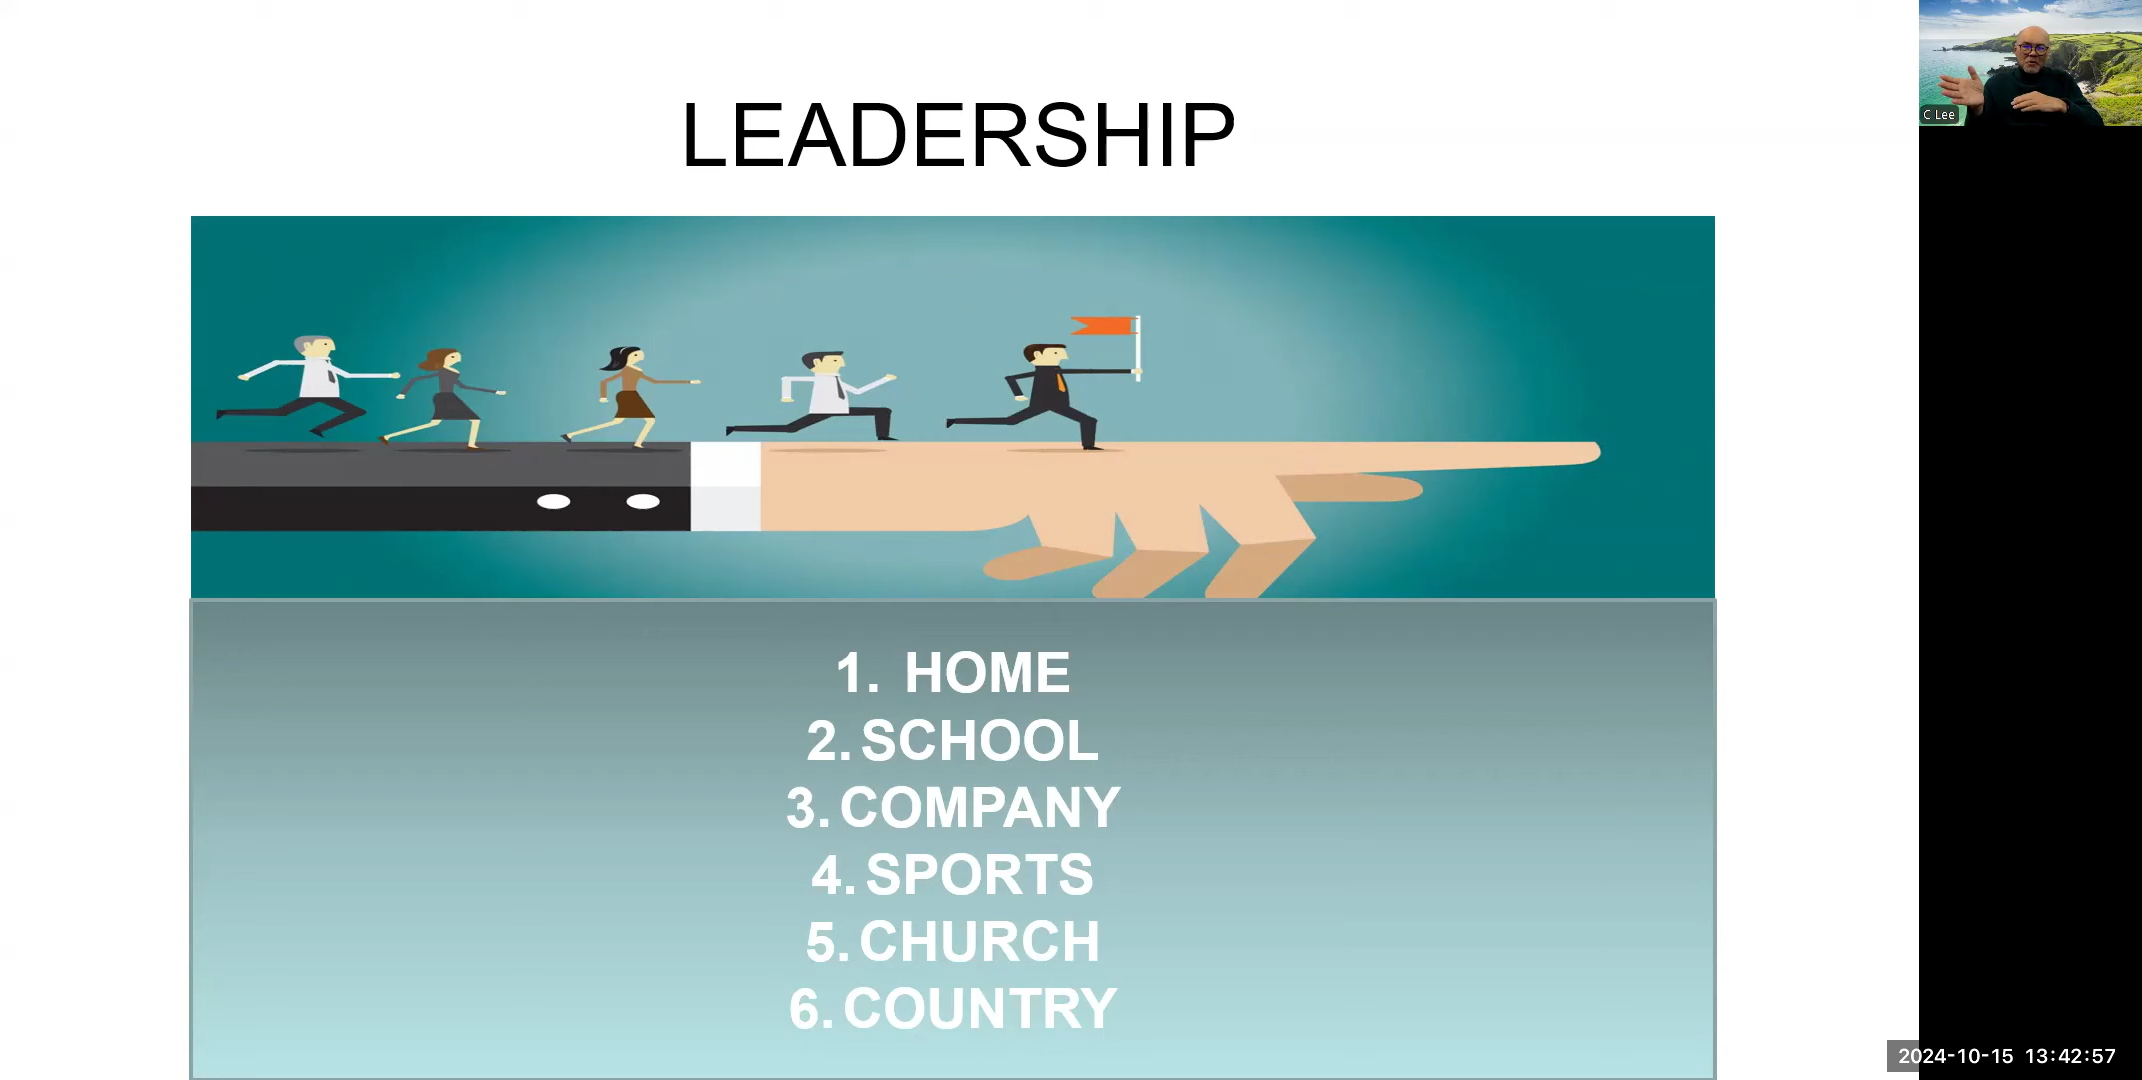 LEADERSHIP
C Lee
1. HOME
2. SCHOOL
3. COMPANY
4. SPORTS
5. CHURCH
6. COUNTRY
2024-10-15 13:42:57